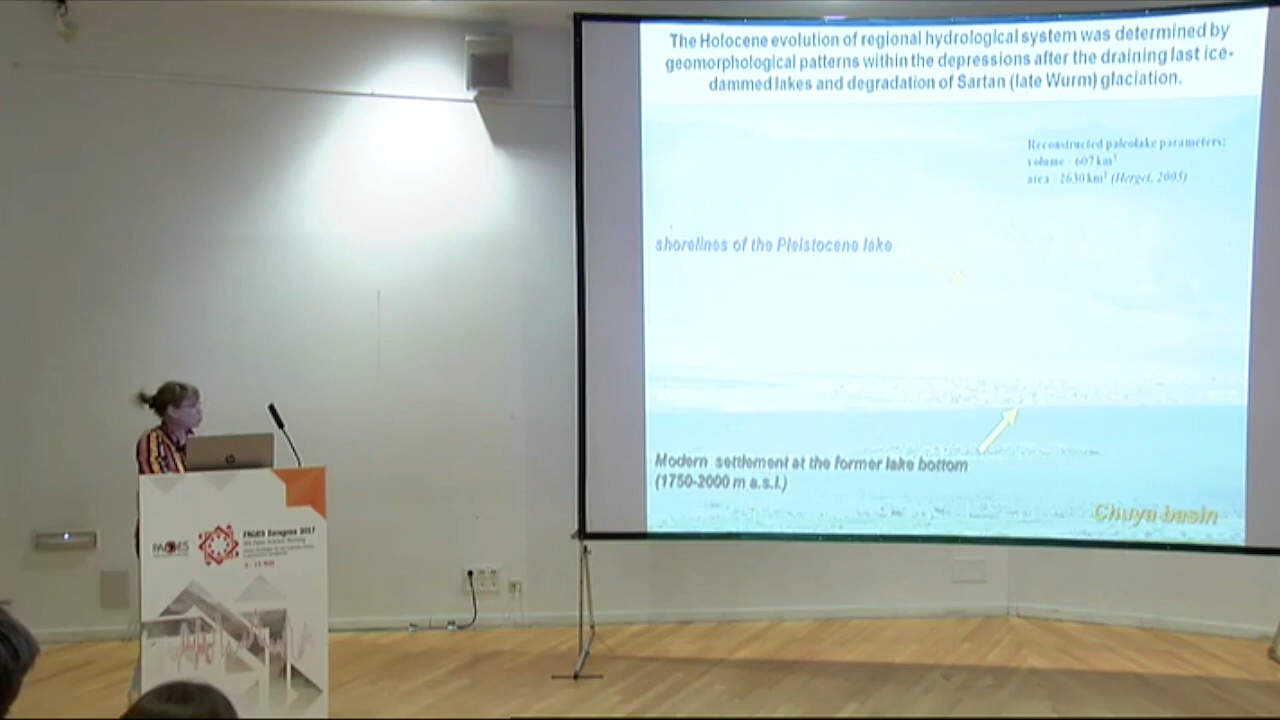 The Holocene evolution of regional hydrological system was determined by
geomorphological patterns within the depressions after the draining last ice-
dammed lakes and degradation of Sartan (late Wurm) glaciation.
Reconstructed paleolake parameters:
volume - 607 km³
area - 2630 km² (Herget, 2005)
shorelines of the Pleistocene lake
Modern settlement at the former lake bottom
(1750-2000 m a.s.l.)
Chuya basin
hp
PAGES
PAGES Zaragoza 2017